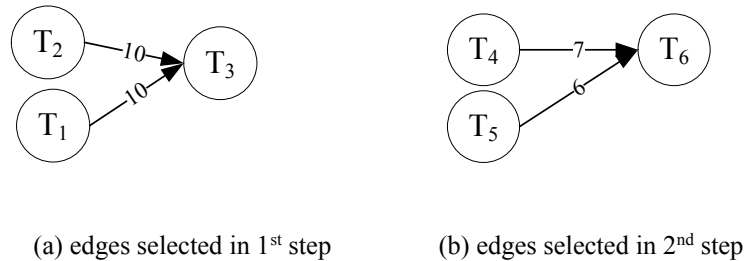 T₂
10
T₃
10
T₁
T₄
7
T₆
6
T₅
(a) edges selected in 1ˢᵗ step
(b) edges selected in 2ⁿᵈ step